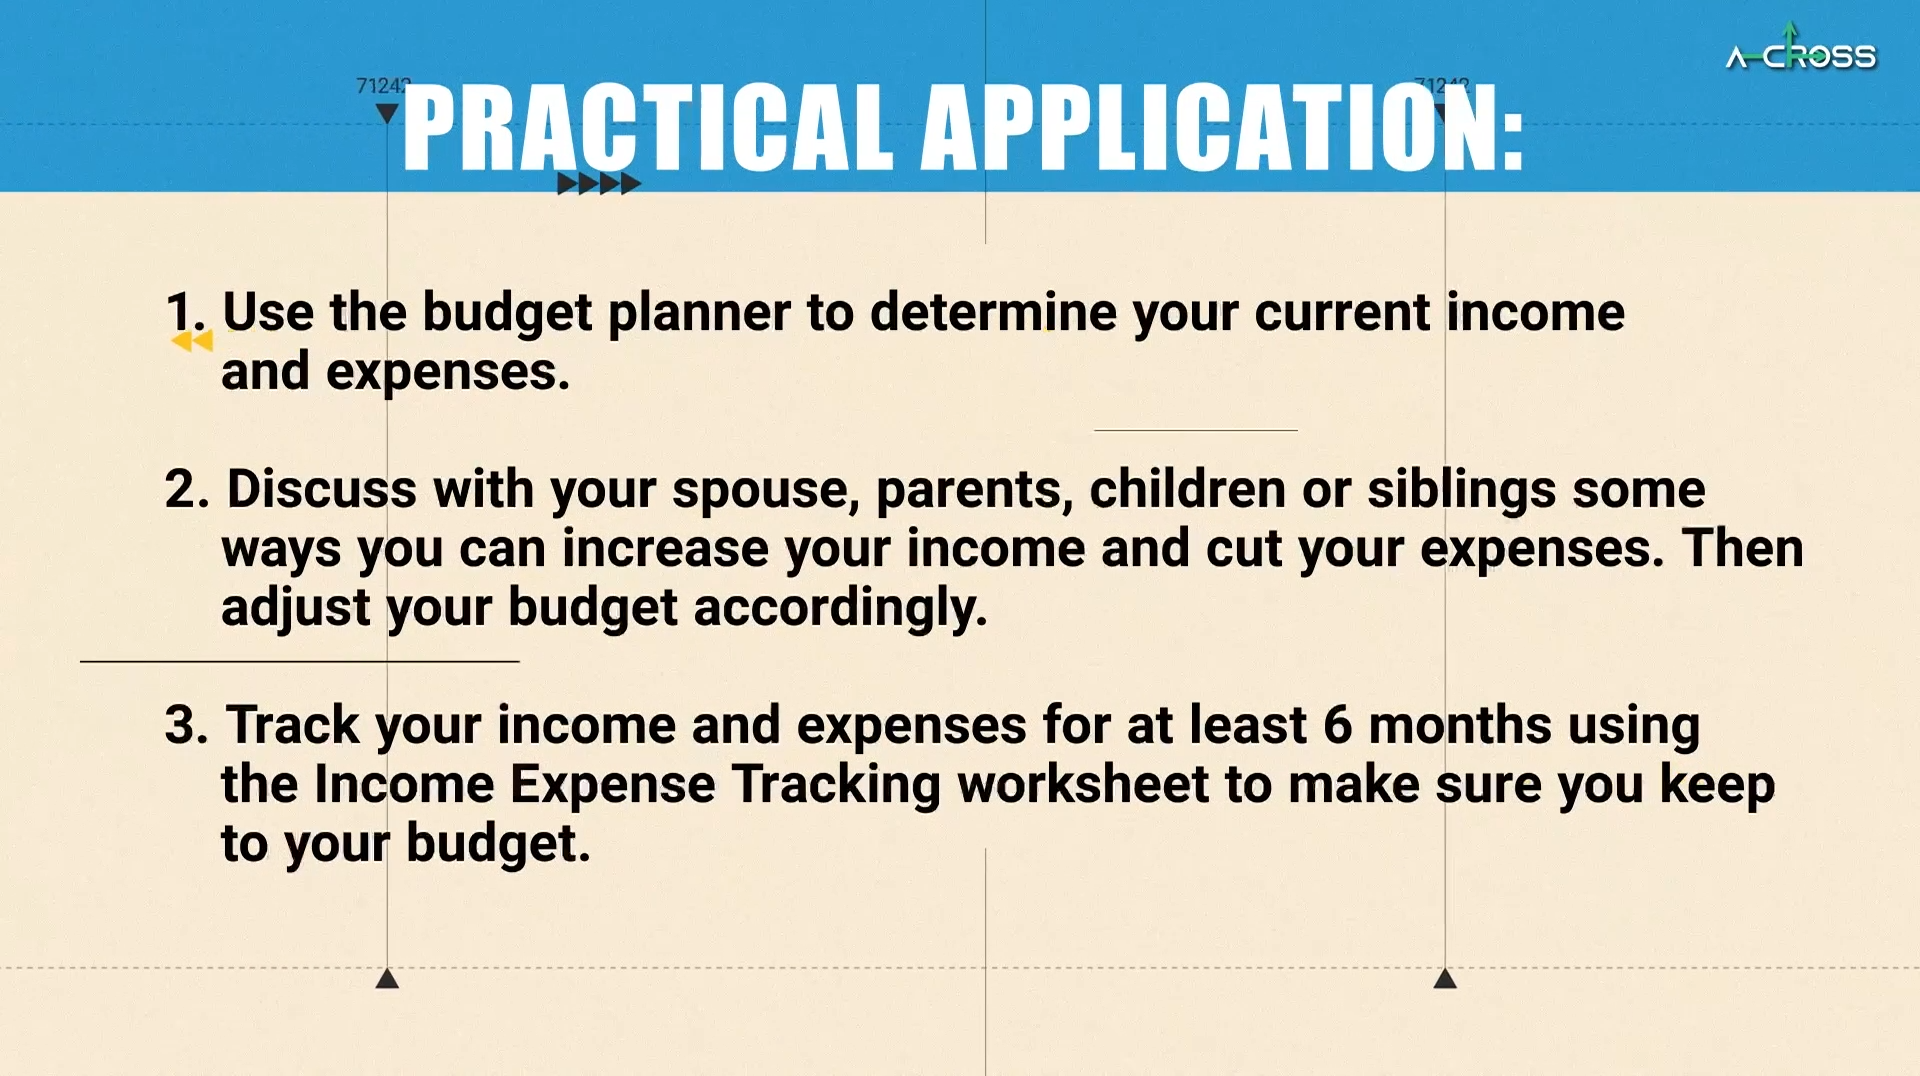 A-CROSS
71242 71242
PRACTICAL APPLICATION:
1. Use the budget planner to determine your current income
and expenses.
2. Discuss with your spouse, parents, children or siblings some
ways you can increase your income and cut your expenses. Then
adjust your budget accordingly.
3. Track your income and expenses for at least 6 months using
the Income Expense Tracking worksheet to make sure you keep
to your budget.